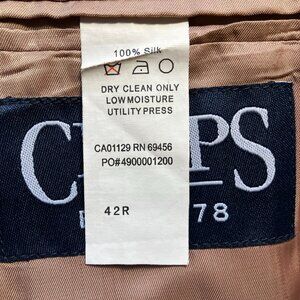 100% Silk
DRY CLEAN ONLY
LOW MOISTURE
UTILITY PRESS
CA01129 RN 69456
PO#4900001200
42R
78